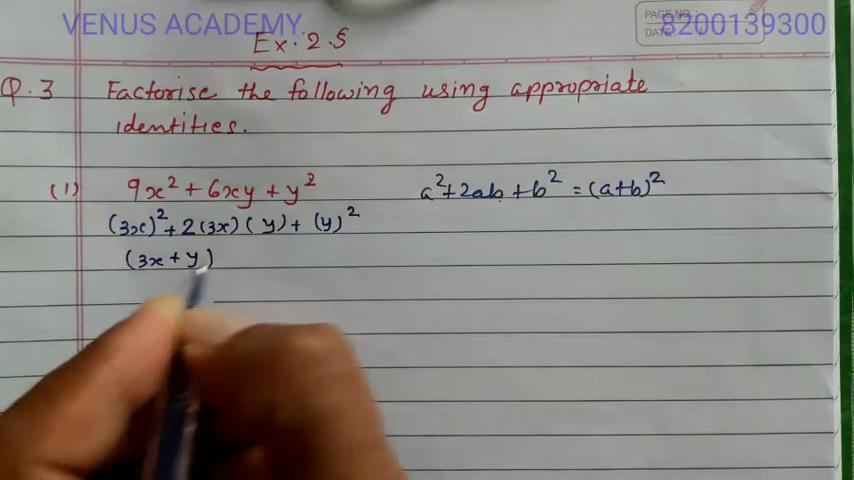 VENUS ACADEMY. 8200139300
PAGE NO.
DATE
Ex. 2.5
Q.3 Factorise the following using appropriate
identities.
(1) 9x² + 6xy + y² a² + 2ab + b² = (a+b)²
(3x)² + 2(3x)(y) + (y)²
(3x + y)